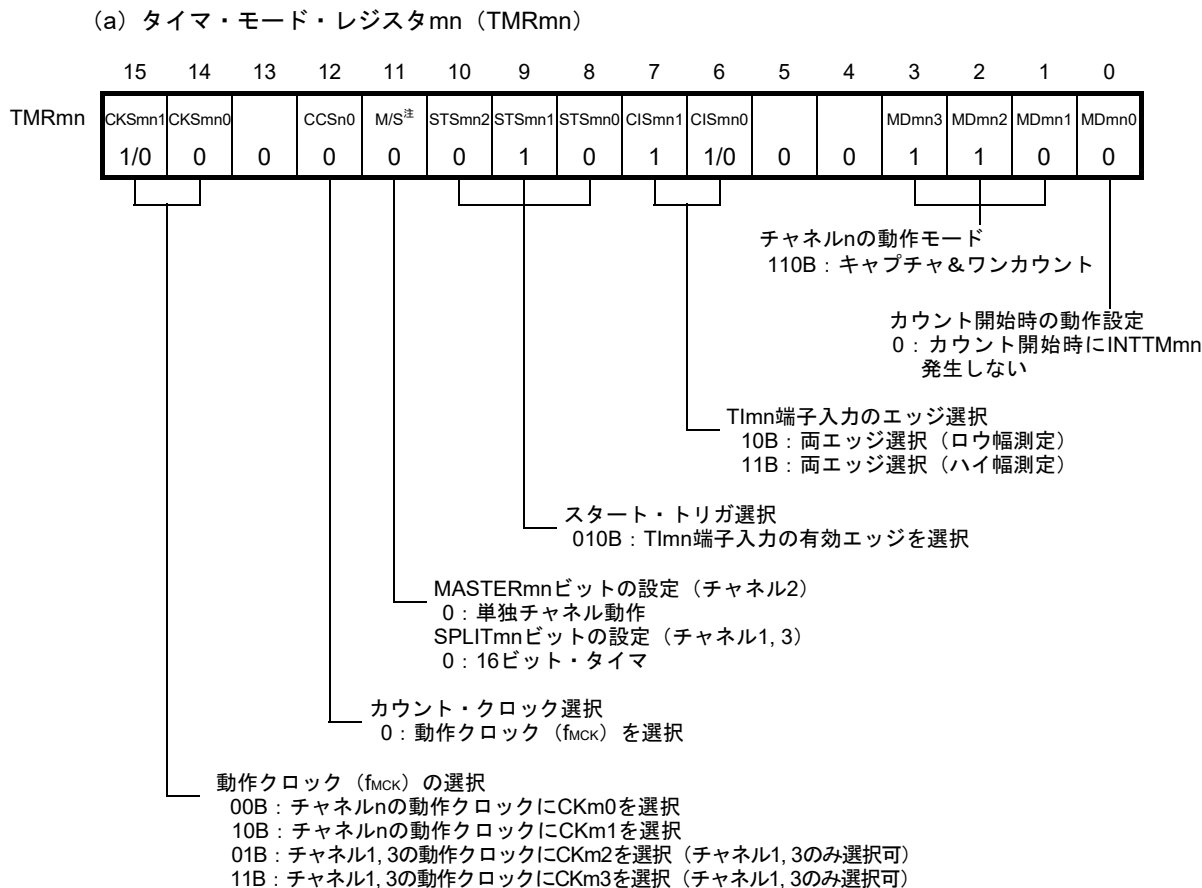 (a) タイマ・モード・レジスタmn（TMRmn）
15 14 13 12 11 10 9 8 7 6 5 4 3 2 1 0
TMRmn CKSmn1 CKSmn0 CCSn0 M/S注 STSmn2 STSmn1 STSmn0 CISmn1 CISmn0 MDmn3 MDmn2 MDmn1 MDmn0
1/0 0 0 0 0 0 1 0 1 1/0 0 0 1 1 0 0
チャネルnの動作モード
110B：キャプチャ＆ワンカウント
カウント開始時の動作設定
0：カウント開始時にINTTMmn
発生しない
TImn端子入力のエッジ選択
10B：両エッジ選択（ロウ幅測定）
11B：両エッジ選択（ハイ幅測定）
スタート・トリガ選択
010B：TImn端子入力の有効エッジを選択
MASTERmnビットの設定（チャネル2）
0：単独チャネル動作
SPLITmnビットの設定（チャネル1, 3）
0：16ビット・タイマ
カウント・クロック選択
0：動作クロック（fMCK）を選択
動作クロック（fMCK）の選択
00B：チャネルnの動作クロックにCKm0を選択
10B：チャネルnの動作クロックにCKm1を選択
01B：チャネル1, 3の動作クロックにCKm2を選択（チャネル1, 3のみ選択可）
11B：チャネル1, 3の動作クロックにCKm3を選択（チャネル1, 3のみ選択可）